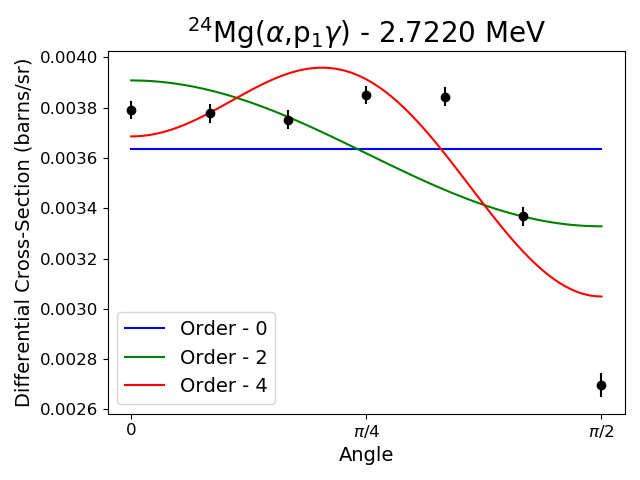 ²⁴Mg(α,p₁γ) - 2.7220 MeV
Differential Cross-Section (barns/sr)
0.0040
0.0038
0.0036
0.0034
0.0032
0.0030
0.0028
0.0026
Order - 0
Order - 2
Order - 4
0 π/4 π/2
Angle